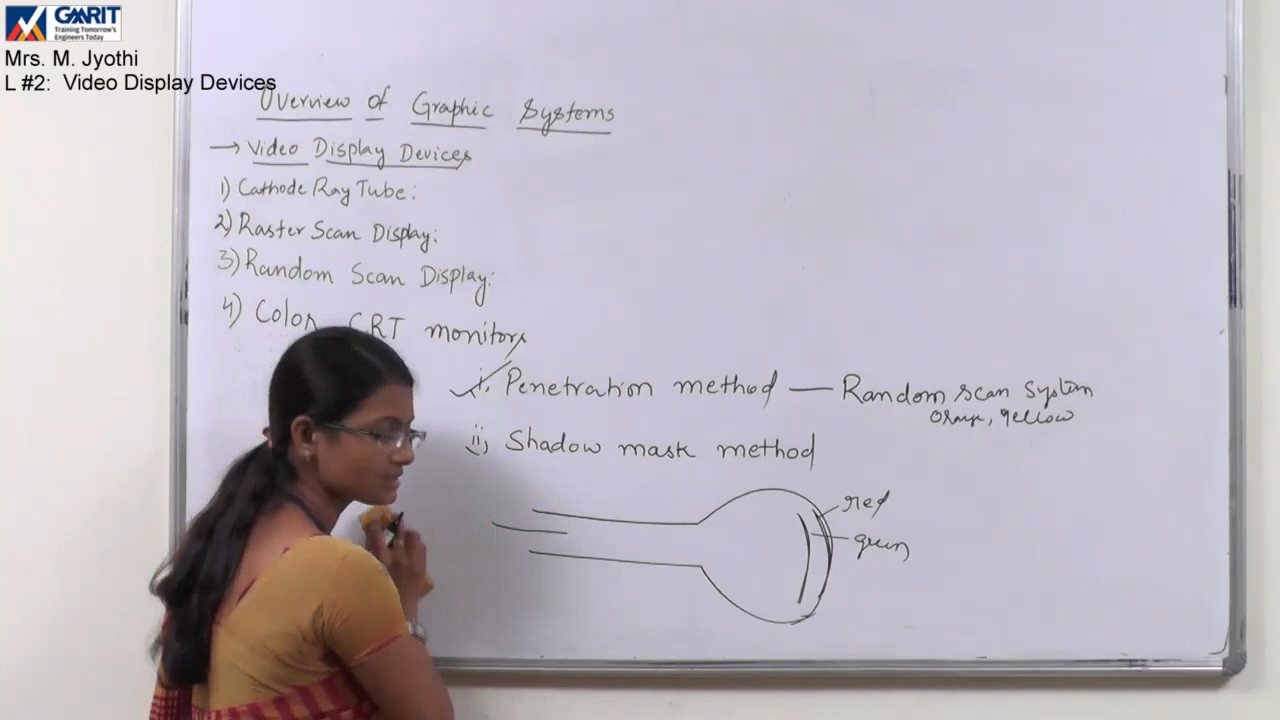 GMRIT
Training Tomorrow's
Engineers Today
Mrs. M. Jyothi
L #2: Video Display Devices
Overview of Graphic Systems
→ Video Display Devices
1) Cathode Ray Tube:
2) Raster Scan Display:
3) Random Scan Display:
4) Color CRT monitors
i, Penetration method — Random scan system
yellow
ii, Shadow mask method
red
green